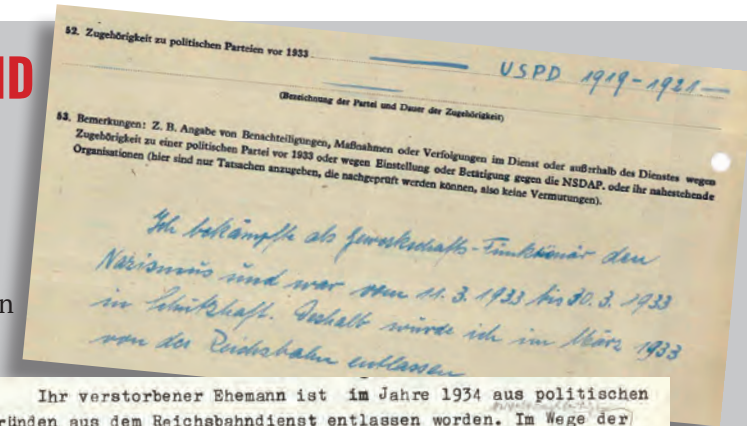 ND
52. Zugehörigkeit zu politischen Parteien vor 1933
USPD 1919-1921.—
(Bezeichnung der Partei und Dauer der Zugehörigkeit)
53. Bemerkungen: Z. B. Angabe von Benachteiligungen, Maßnahmen oder Verfolgungen im Dienst oder außerhalb des Dienstes wegen
Zugehörigkeit zu einer politischen Partei vor 1933 oder wegen Einstellung oder Betätigung gegen die NSDAP. oder ihr nahestehende
Organisationen (hier sind nur Tatsachen anzugeben, die nachgeprüft werden können, also keine Vermutungen).
Ich bekämpfte als Gewerkschafts-Funktionär den
Nazismus und war vom 11. 3. 1933 bis 30. 3. 1933
in Schutzhaft. Deshalb wurde ich im März 1933
von der Reichsbahn entlassen
n
Ihr verstorbener Ehemann ist im Jahre 1934 aus politischen
ründen aus dem Reichsbahndienst entlassen worden. Im Wege der